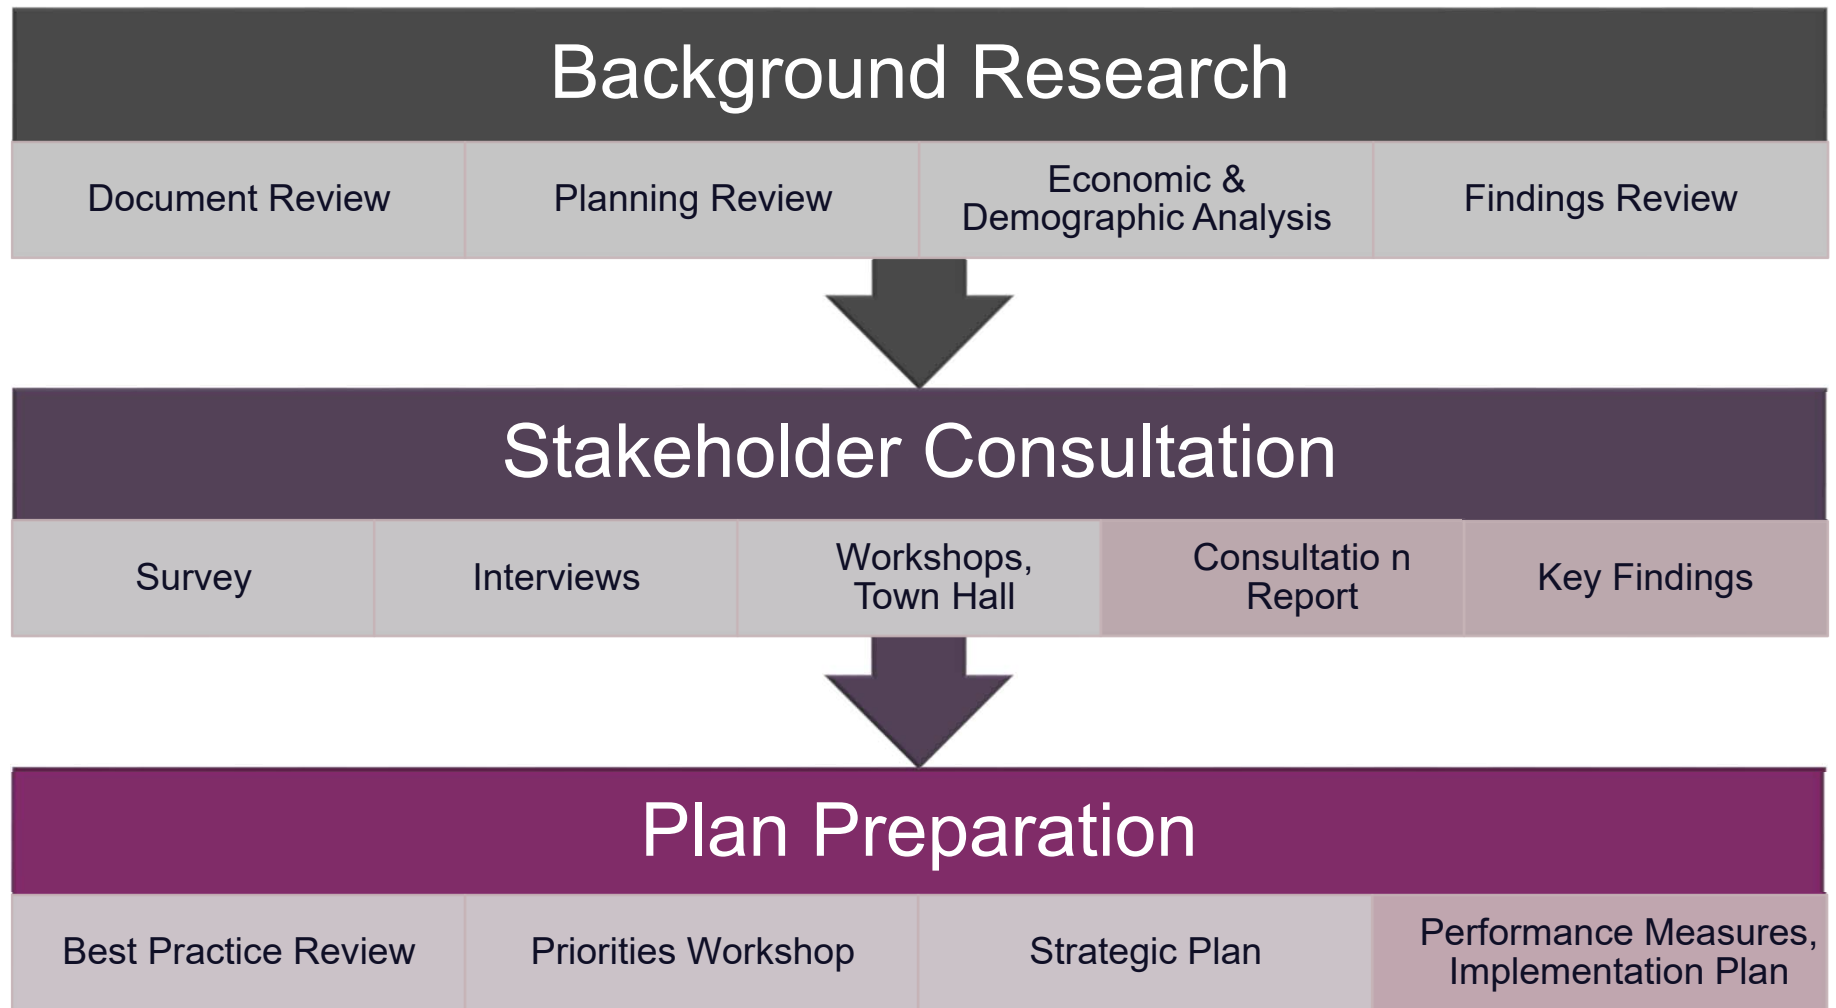 Background Research
Document Review
Planning Review
Economic &
Demographic Analysis
Findings Review
Stakeholder Consultation
Survey
Interviews
Workshops,
Town Hall
Consultatio n
Report
Key Findings
Plan Preparation
Best Practice Review
Priorities Workshop
Strategic Plan
Performance Measures,
Implementation Plan